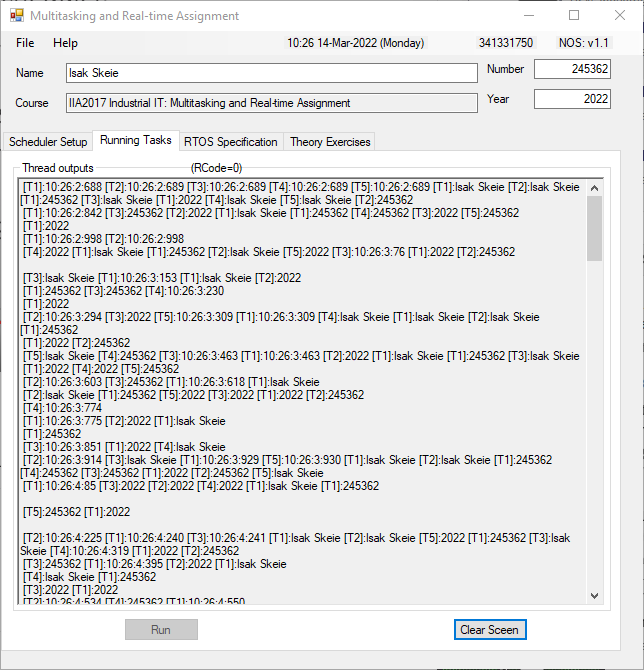 Multitasking and Real-time Assignment
File Help 10:26 14-Mar-2022 (Monday) 341331750 NOS: v1.1
Name Isak Skeie Number 245362
Course IIA2017 Industrial IT: Multitasking and Real-time Assignment Year 2022
Scheduler Setup Running Tasks RTOS Specification Theory Exercises
Thread outputs (RCode=0)
[T1]:10:26:2:688 [T2]:10:26:2:689 [T3]:10:26:2:689 [T4]:10:26:2:689 [T5]:10:26:2:689 [T1]:Isak Skeie [T2]:Isak Skeie
[T1]:245362 [T3]:Isak Skeie [T1]:2022 [T4]:Isak Skeie [T5]:Isak Skeie [T2]:245362
[T1]:10:26:2:842 [T3]:245362 [T2]:2022 [T1]:Isak Skeie [T1]:245362 [T4]:245362 [T3]:2022 [T5]:245362
[T1]:2022
[T1]:10:26:2:998 [T2]:10:26:2:998
[T4]:2022 [T1]:Isak Skeie [T1]:245362 [T2]:Isak Skeie [T5]:2022 [T3]:10:26:3:76 [T1]:2022 [T2]:245362
[T3]:Isak Skeie [T1]:10:26:3:153 [T1]:Isak Skeie [T2]:2022
[T1]:245362 [T3]:245362 [T4]:10:26:3:230
[T1]:2022
[T2]:10:26:3:294 [T3]:2022 [T5]:10:26:3:309 [T1]:10:26:3:309 [T4]:Isak Skeie [T1]:Isak Skeie [T2]:Isak Skeie
[T1]:245362
[T1]:2022 [T2]:245362
[T5]:Isak Skeie [T4]:245362 [T3]:10:26:3:463 [T1]:10:26:3:463 [T2]:2022 [T1]:Isak Skeie [T1]:245362 [T3]:Isak Skeie
[T1]:2022 [T4]:2022 [T5]:245362
[T2]:10:26:3:603 [T3]:245362 [T1]:10:26:3:618 [T1]:Isak Skeie
[T2]:Isak Skeie [T1]:245362 [T5]:2022 [T3]:2022 [T1]:2022 [T2]:245362
[T4]:10:26:3:774
[T1]:10:26:3:775 [T2]:2022 [T1]:Isak Skeie
[T1]:245362
[T3]:10:26:3:851 [T1]:2022 [T4]:Isak Skeie
[T2]:10:26:3:914 [T3]:Isak Skeie [T1]:10:26:3:929 [T5]:10:26:3:930 [T1]:Isak Skeie [T2]:Isak Skeie [T1]:245362
[T4]:245362 [T3]:245362 [T1]:2022 [T2]:245362 [T5]:Isak Skeie
[T1]:10:26:4:85 [T3]:2022 [T2]:2022 [T4]:2022 [T1]:Isak Skeie [T1]:245362
[T5]:245362 [T1]:2022
[T2]:10:26:4:225 [T1]:10:26:4:240 [T3]:10:26:4:241 [T1]:Isak Skeie [T2]:Isak Skeie [T5]:2022 [T1]:245362 [T3]:Isak
Skeie [T4]:10:26:4:319 [T1]:2022 [T2]:245362
[T3]:245362 [T1]:10:26:4:395 [T2]:2022 [T1]:Isak Skeie
[T4]:Isak Skeie [T1]:245362
[T3]:2022 [T1]:2022
[T2]:10:26:4:534 [T4]:245362 [T1]:10:26:4:550
Run Clear Sceen